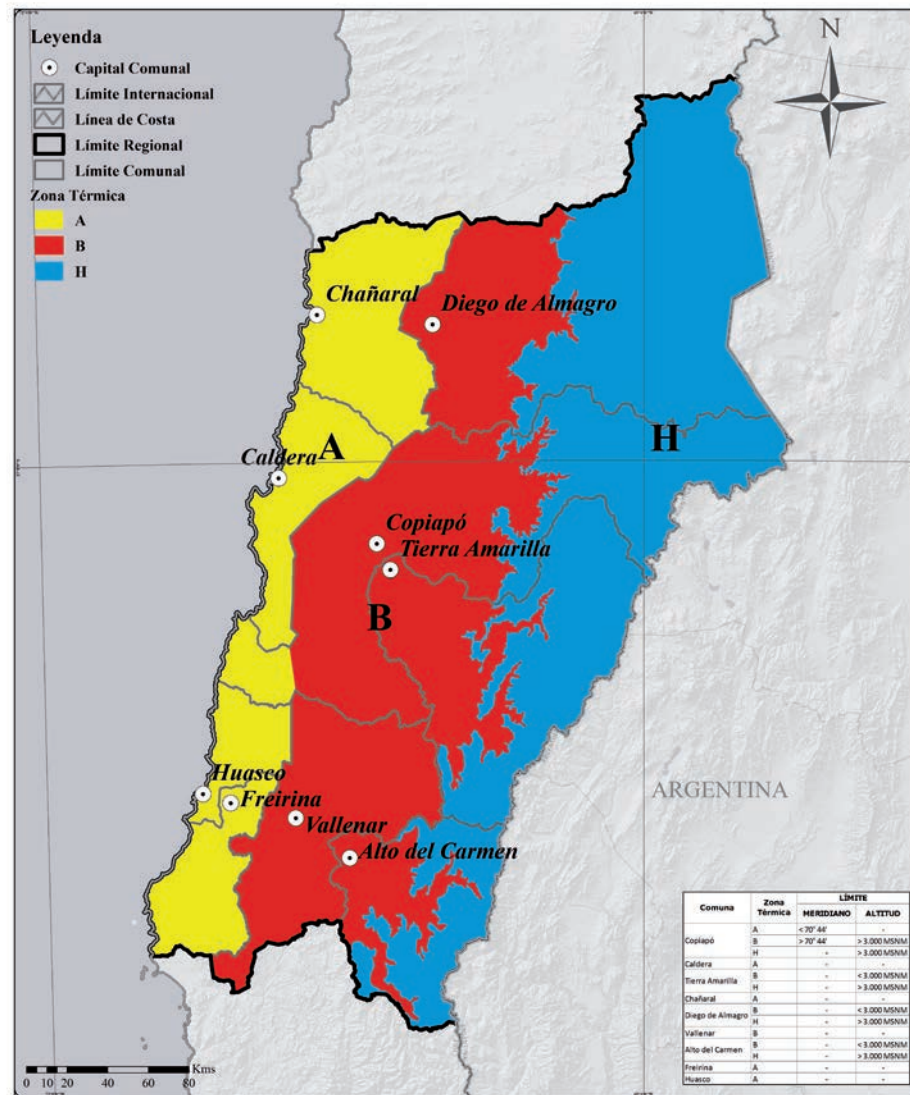 Leyenda
Capital Comunal
Límite Internacional
Línea de Costa
Límite Regional
Límite Comunal
Zona Térmica
A
B
H
N
Chañaral
Diego de Almagro
A
H
Caldera
Copiapó
Tierra Amarilla
B
Huasco
Freirina
Vallenar
Alto del Carmen
ARGENTINA
Comuna Zona Térmica LÍMITE
MERIDIANO ALTITUD
Copiapó A < 70° 44' -
B > 70° 44' > 3.000 MSNM
H - > 3.000 MSNM
Caldera A - -
Tierra Amarilla B - < 3.000 MSNM
H - > 3.000 MSNM
Chañaral A - -
Diego de Almagro B - < 3.000 MSNM
H - > 3.000 MSNM
Vallenar B - -
Alto del Carmen B - < 3.000 MSNM
H - > 3.000 MSNM
Freirina A - -
Huasco A - -
0 5 10 20 40 60 80 Kms